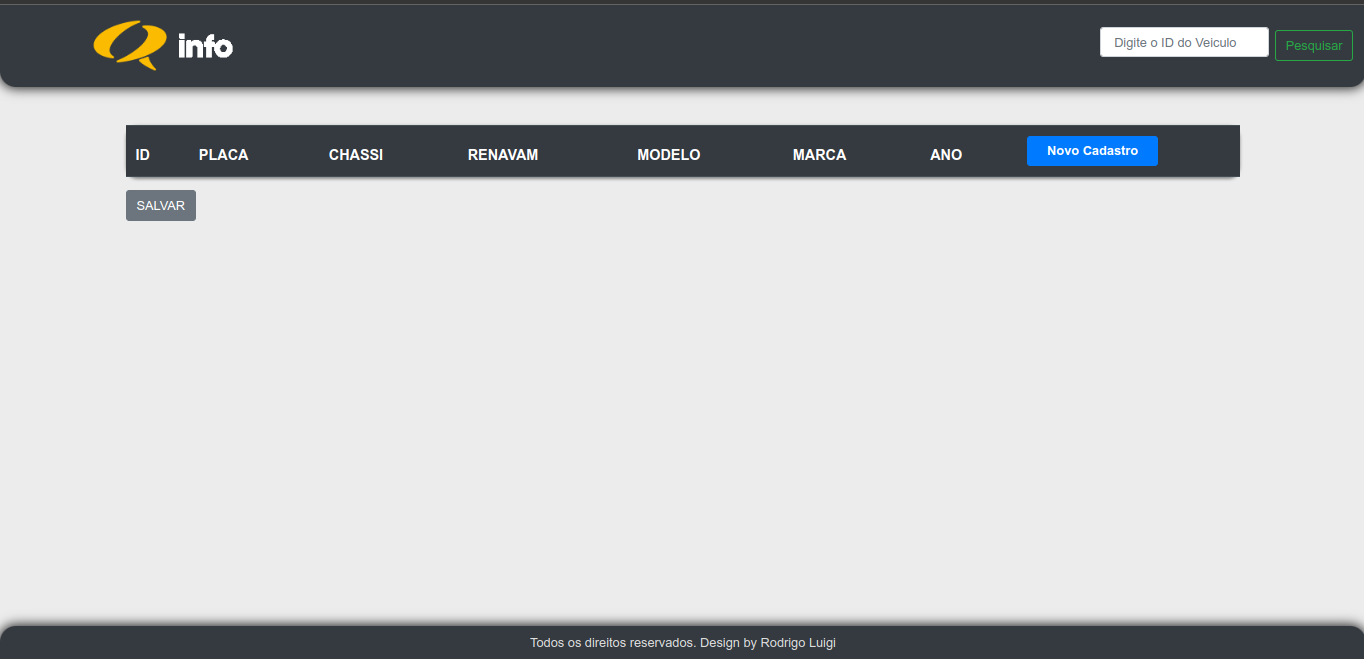 info
Digite o ID do Veiculo
Pesquisar
ID PLACA CHASSI RENAVAM MODELO MARCA ANO Novo Cadastro
SALVAR
Todos os direitos reservados. Design by Rodrigo Luigi